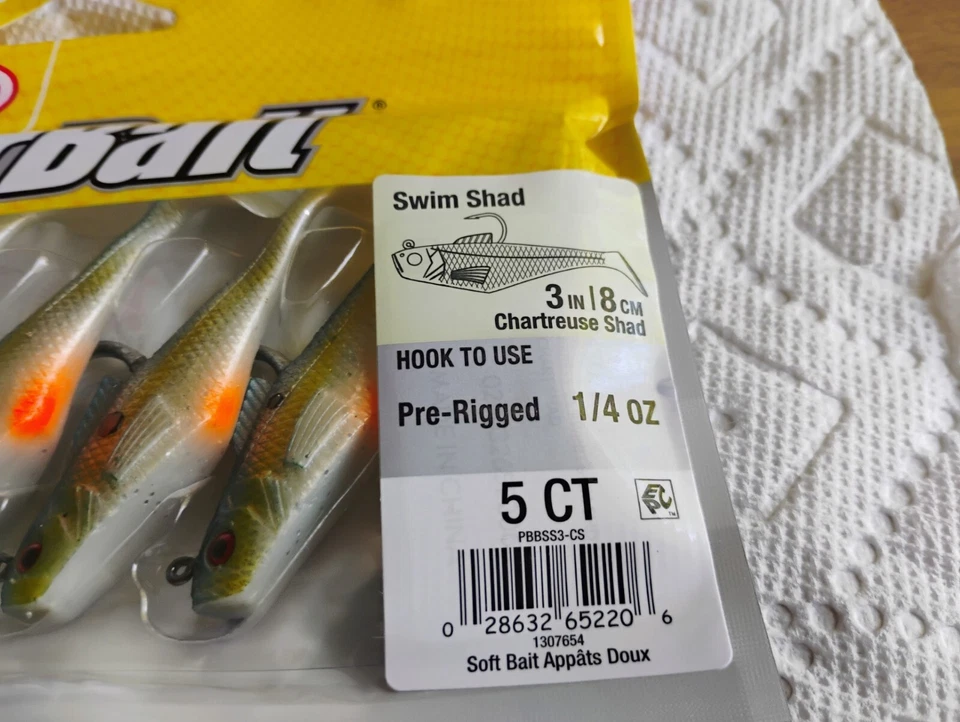 Bait®
Swim Shad
3 IN | 8 CM
Chartreuse Shad
HOOK TO USE
Pre-Rigged 1/4 OZ
5 CT
PBBSS3-CS
0 28632 65220 6
1307654
Soft Bait Appâts Doux